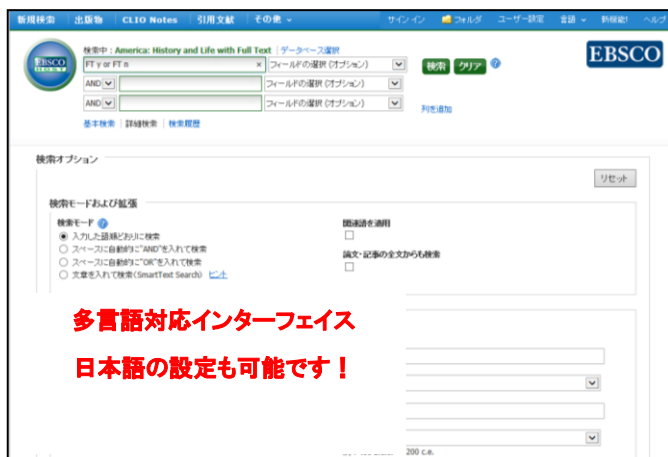 新規検索 出版物 CLIO Notes 引用文献 その他 サインイン フォルダ ユーザー設定 言語 新機能! ヘルプ
検索中: America: History and Life with Full Text データベース選択
EBSCO HOST
FT y or FT n × フィールドの選択 (オプション) 検索 クリア ?
EBSCO
AND フィールドの選択 (オプション)
AND フィールドの選択 (オプション) 列を追加
基本検索 詳細検索 検索履歴
検索オプション
リセット
検索モードおよび拡張
検索モード ? 関連語を適用
入力した語順どおりに検索
スペースに自動的に"AND"を入れて検索 論文・記事の全文からも検索
スペースに自動的に"OR"を入れて検索
文章を入れて検索(SmartText Search) ヒント
多言語対応インターフェイス
日本語の設定も可能です！
200 c.e.